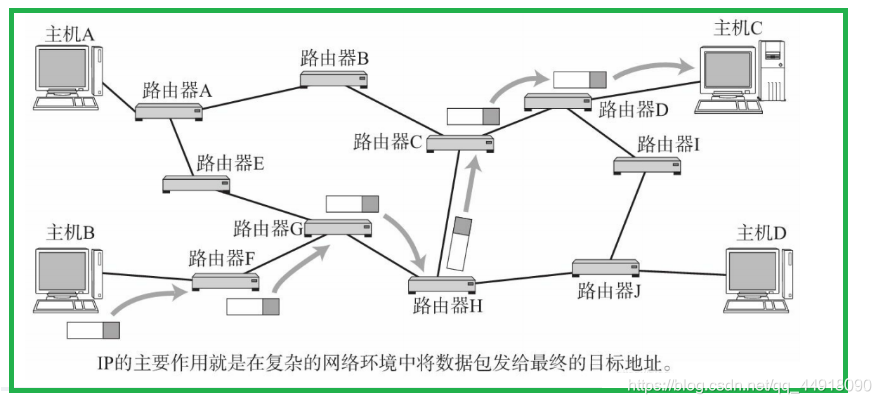 主机A
主机C
路由器B
路由器A
路由器D
路由器C
路由器I
路由器E
主机B
路由器G
主机D
路由器F
路由器H
路由器J
IP的主要作用就是在复杂的网络环境中将数据包发给最终的目标地址。
https://blog.csdn.net/qq_44918090